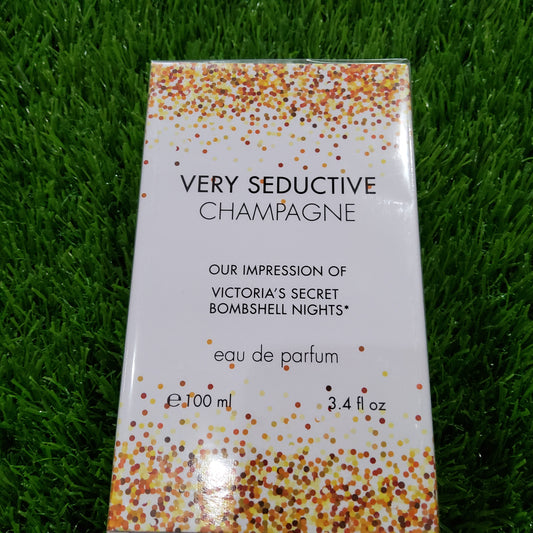 VERY SEDUCTIVE
CHAMPAGNE
OUR IMPRESSION OF
VICTORIA'S SECRET
BOMBSHELL NIGHTS*
eau de parfum
℮100 ml 3.4 fl oz